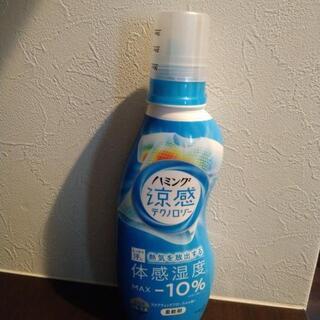 ハミング
涼感
テクノロジー
汗、熱気を放出する
体感湿度
MAX -10%
柔軟剤